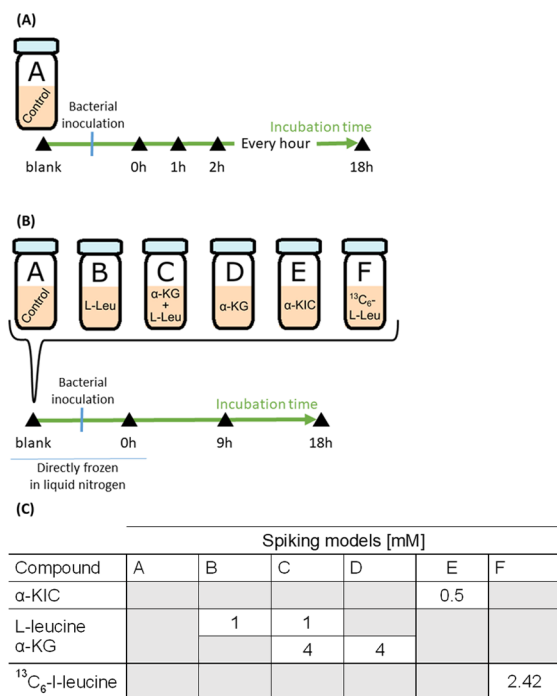 (A)
A
Control
Bacterial
inoculation
Incubation time
Every hour
blank
0h
1h
2h
18h
(B)
A
B
C
D
E
F
Control
L-Leu
α-KG
+
L-Leu
α-KG
α-KIC
¹³C₆-
L-Leu
Bacterial
inoculation
Incubation time
blank
0h
9h
18h
Directly frozen
in liquid nitrogen
(C)
Spiking models [mM]
Compound A B C D E F
α-KIC 0.5
L-leucine 1 1
α-KG 4 4
¹³C₆-l-leucine 2.42